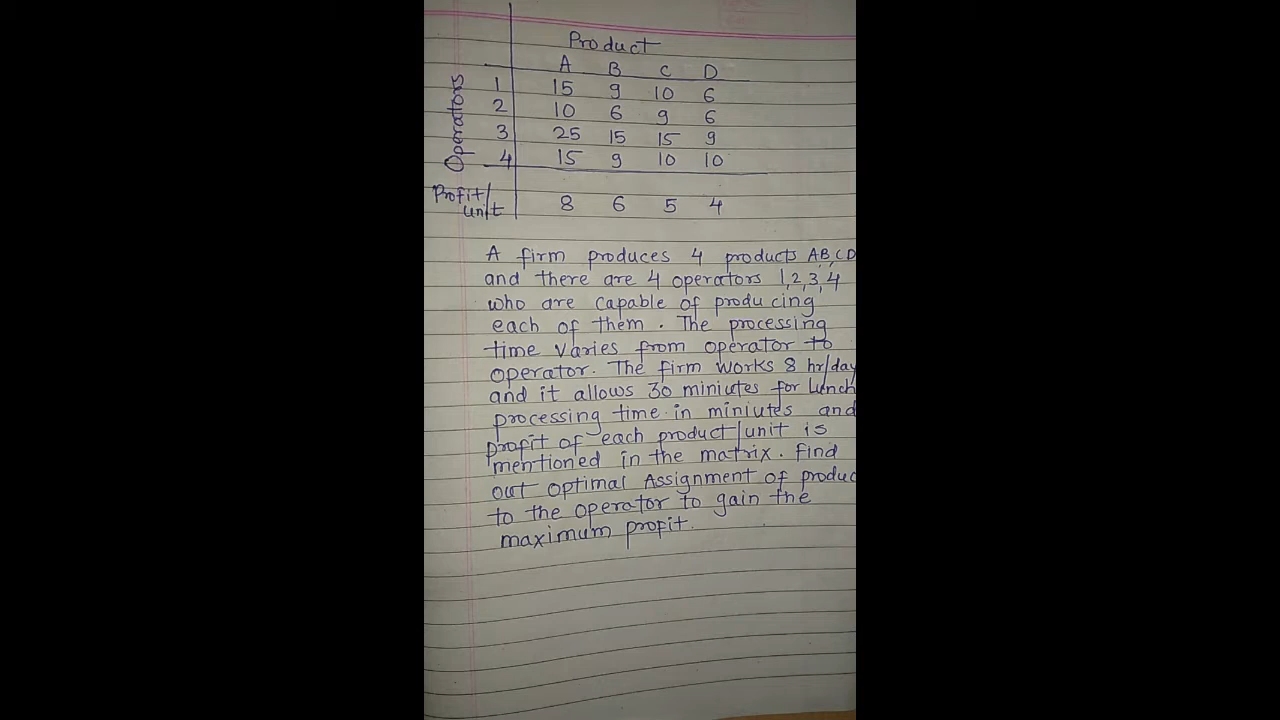 Product
A B C D
1 15 9 10 6
2 10 6 9 6
3 25 15 15 9
4 15 9 10 10
Operators
Profit/ 8 6 5 4
unit
A firm produces 4 products AB,CD
and there are 4 operators 1,2,3,4
who are capable of producing
each of them. The processing
time varies from operator to
operator. The firm works 8 hr/day
and it allows 30 miniutes for lunch
processing time in miniutes and
profit of each product/unit is
mentioned in the matrix. Find
out optimal Assignment of produc
to the operator to gain the
maximum profit.